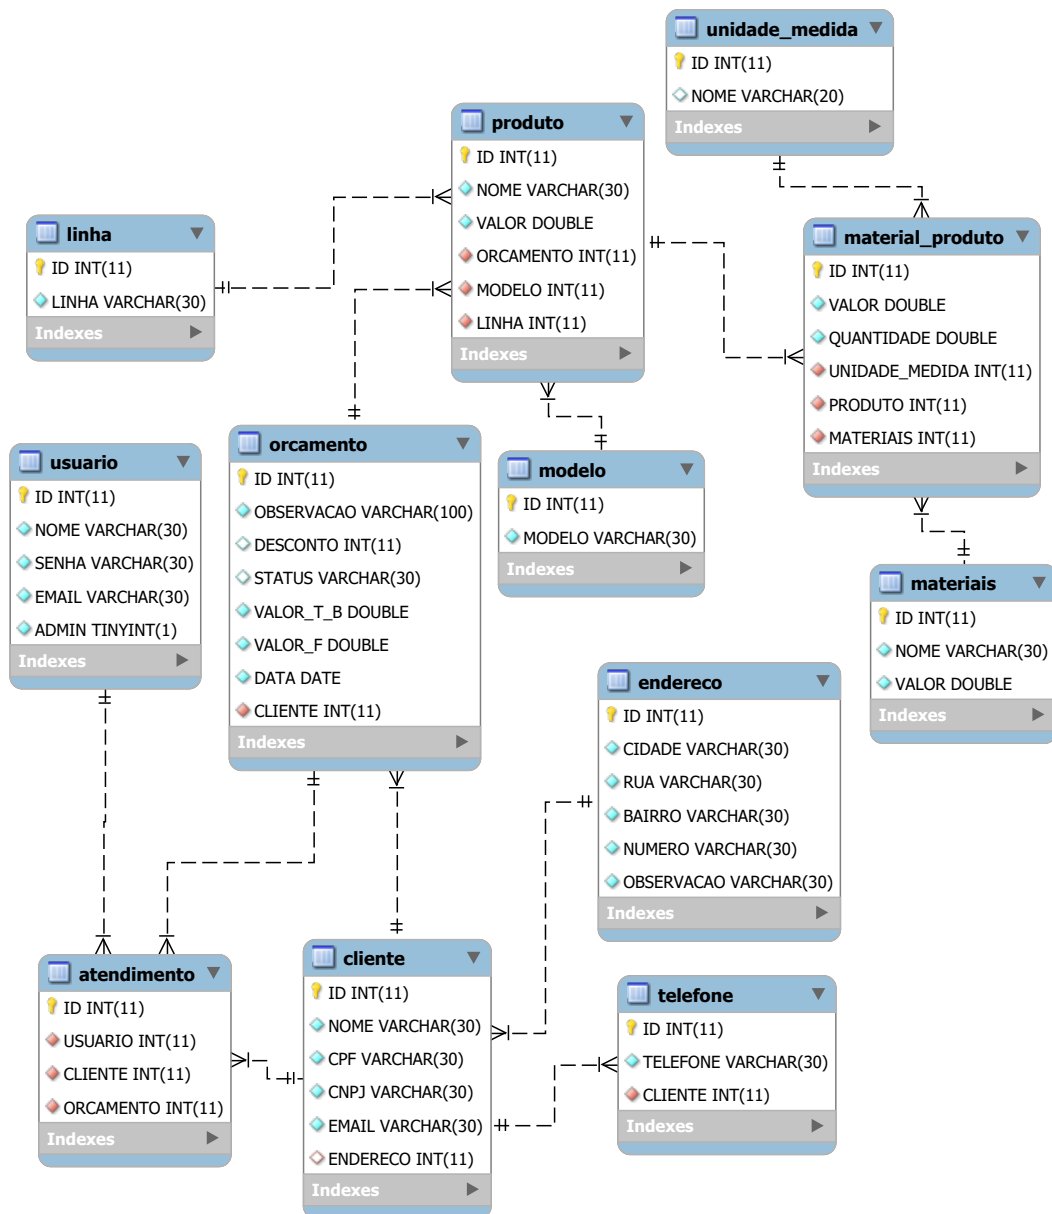 unidade_medida
ID INT(11)
NOME VARCHAR(20)
Indexes
produto
ID INT(11)
NOME VARCHAR(30)
VALOR DOUBLE
ORCAMENTO INT(11)
MODELO INT(11)
LINHA INT(11)
Indexes
linha
ID INT(11)
LINHA VARCHAR(30)
Indexes
material_produto
ID INT(11)
VALOR DOUBLE
QUANTIDADE DOUBLE
UNIDADE_MEDIDA INT(11)
PRODUTO INT(11)
MATERIAIS INT(11)
Indexes
usuario
ID INT(11)
NOME VARCHAR(30)
SENHA VARCHAR(30)
EMAIL VARCHAR(30)
ADMIN TINYINT(1)
Indexes
orcamento
ID INT(11)
OBSERVACAO VARCHAR(100)
DESCONTO INT(11)
STATUS VARCHAR(30)
VALOR_T_B DOUBLE
VALOR_F DOUBLE
DATA DATE
CLIENTE INT(11)
Indexes
modelo
ID INT(11)
MODELO VARCHAR(30)
Indexes
materiais
ID INT(11)
NOME VARCHAR(30)
VALOR DOUBLE
Indexes
endereco
ID INT(11)
CIDADE VARCHAR(30)
RUA VARCHAR(30)
BAIRRO VARCHAR(30)
NUMERO VARCHAR(30)
OBSERVACAO VARCHAR(30)
Indexes
atendimento
ID INT(11)
USUARIO INT(11)
CLIENTE INT(11)
ORCAMENTO INT(11)
Indexes
cliente
ID INT(11)
NOME VARCHAR(30)
CPF VARCHAR(30)
CNPJ VARCHAR(30)
EMAIL VARCHAR(30)
ENDERECO INT(11)
Indexes
telefone
ID INT(11)
TELEFONE VARCHAR(30)
CLIENTE INT(11)
Indexes